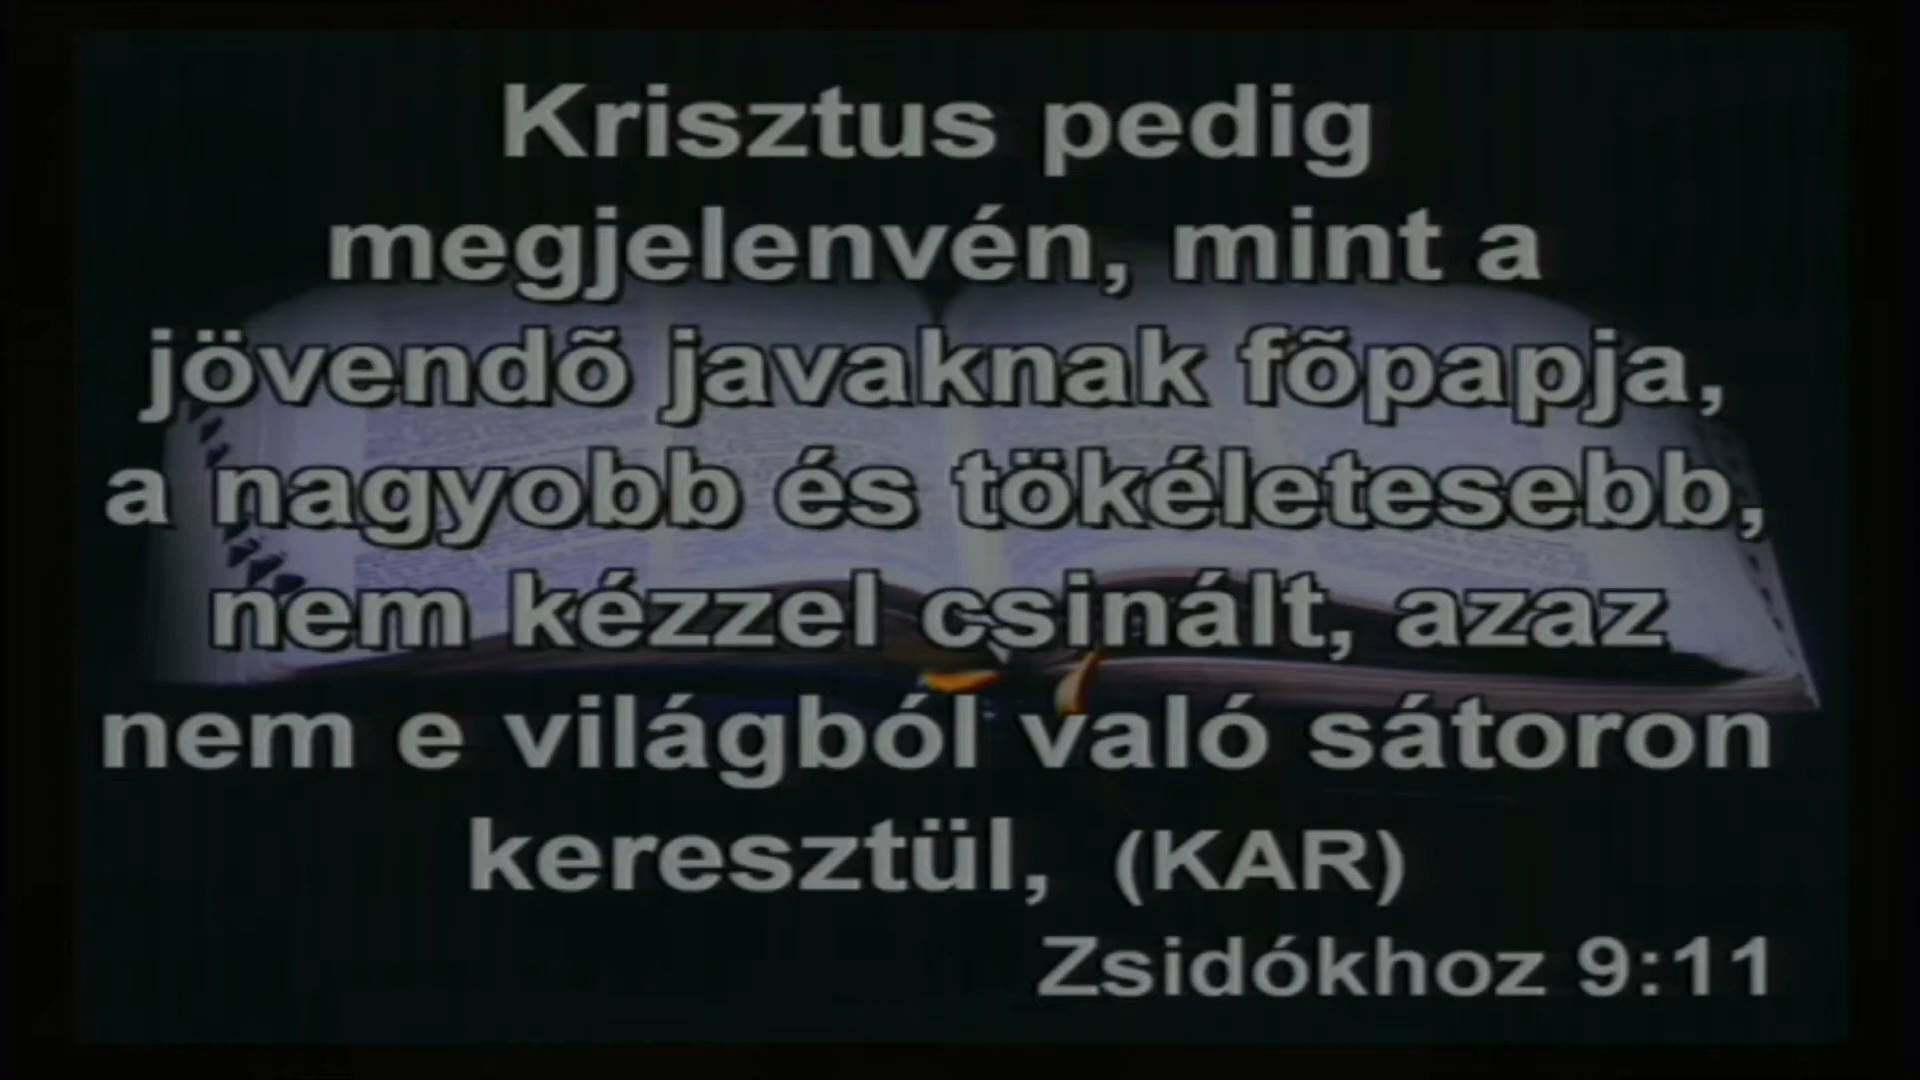 Krisztus pedig
megjelenvén, mint a
jövendõ javaknak fõpapja,
a nagyobb és tökéletesebb,
nem kézzel csinált, azaz
nem e világból való sátoron
keresztül, (KAR)
Zsidókhoz 9:11